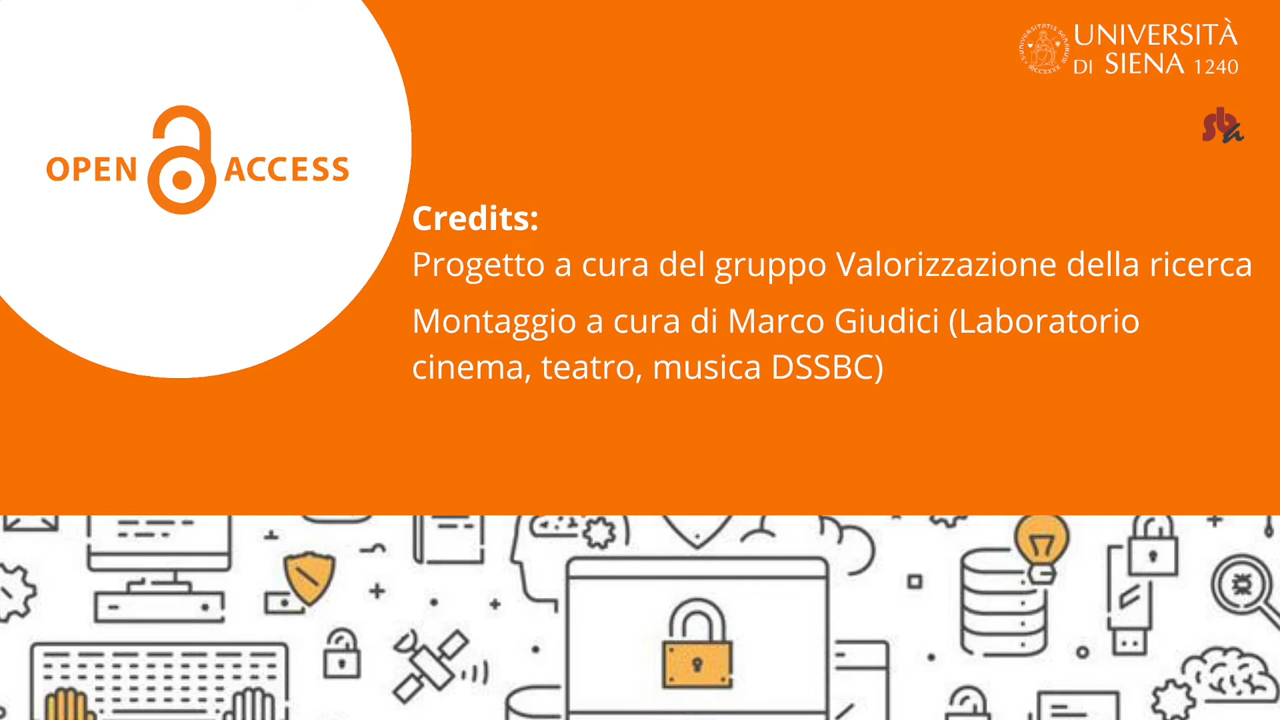 UNIVERSITÀ
DI SIENA 1240
sba
OPEN ACCESS
Credits:
Progetto a cura del gruppo Valorizzazione della ricerca
Montaggio a cura di Marco Giudici (Laboratorio
cinema, teatro, musica DSSBC)